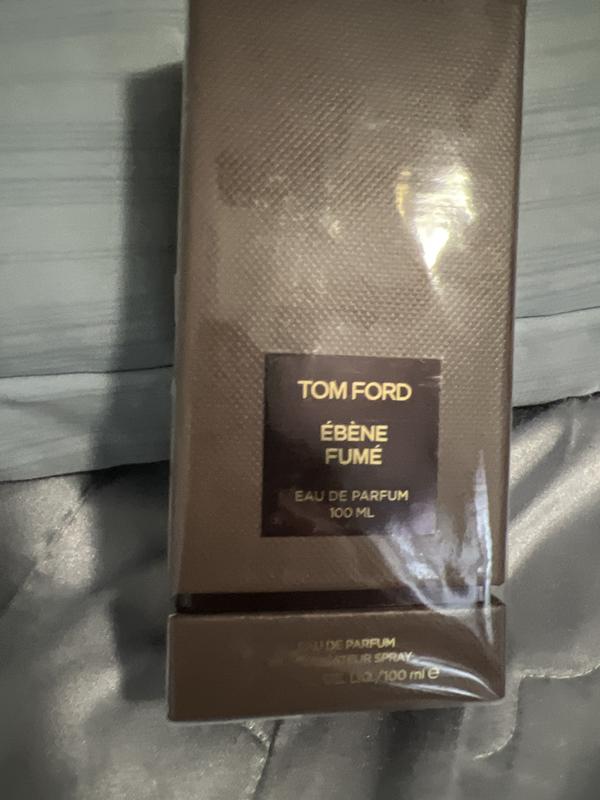 TOM FORD
ÉBÈNE
FUMÉ
EAU DE PARFUM
100 ML
EAU DE PARFUM
SPRAY
/100 ml ℮